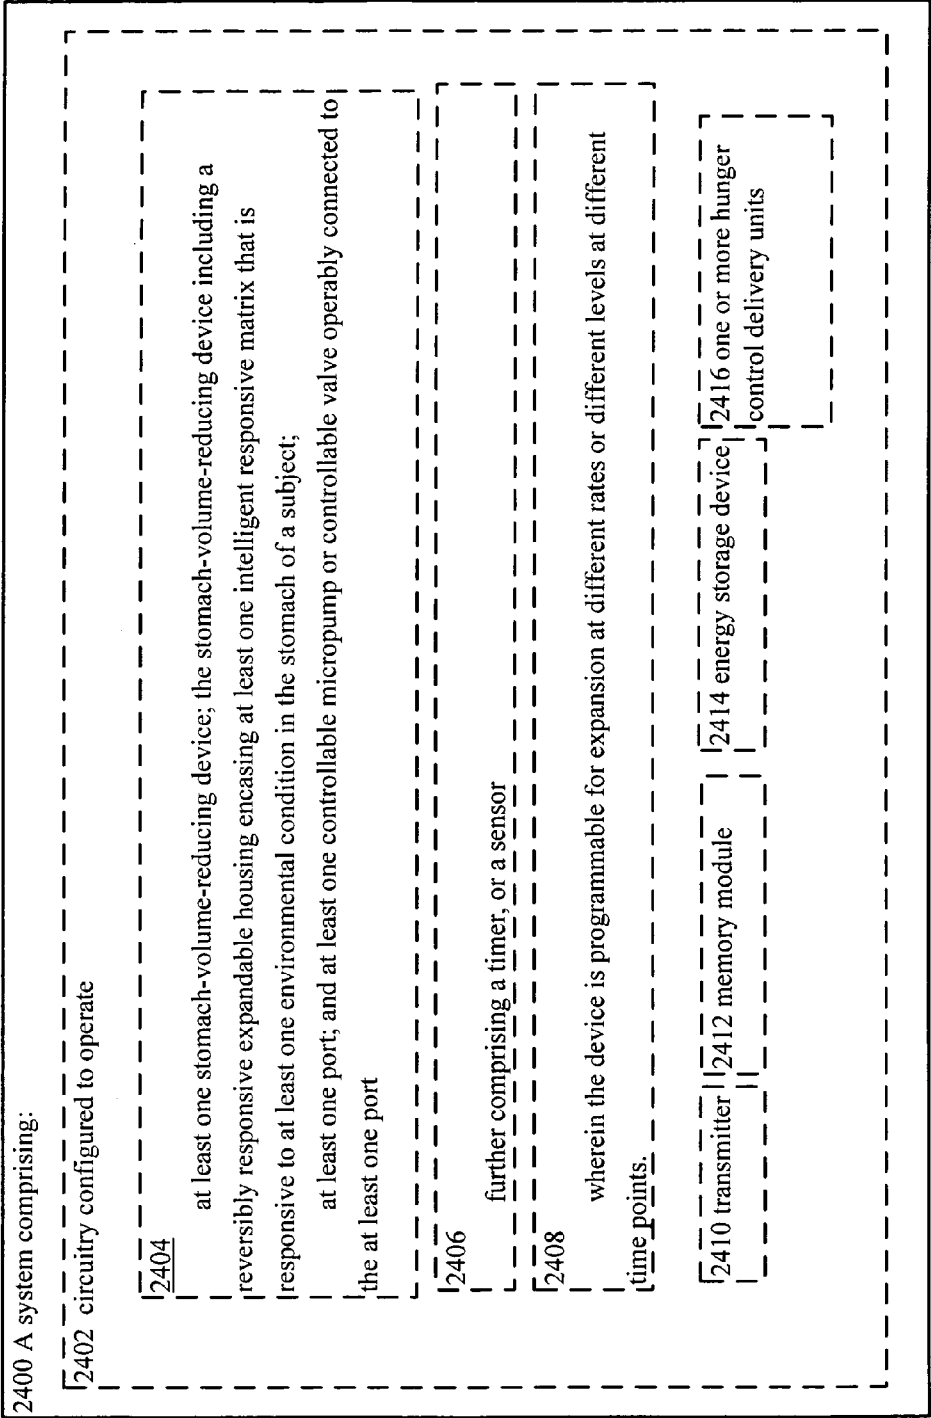 2400 A system comprising:
2402 circuitry configured to operate
2404
at least one stomach-volume-reducing device; the stomach-volume-reducing device including a
reversibly responsive expandable housing encasing at least one intelligent responsive matrix that is
responsive to at least one environmental condition in the stomach of a subject;
at least one port; and at least one controllable micropump or controllable valve operably connected to
the at least one port
2406
further comprising a timer, or a sensor
2408
wherein the device is programmable for expansion at different rates or different levels at different
time points.
2410 transmitter
2412 memory module
2414 energy storage device
2416 one or more hunger
control delivery units